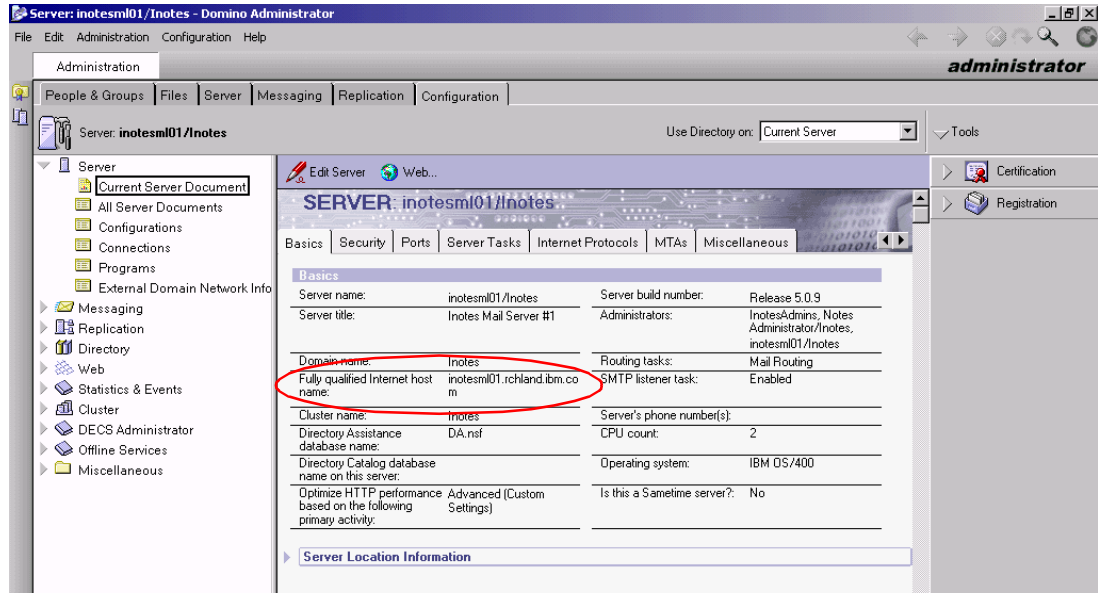 Server: inotesml01/Inotes - Domino Administrator
File Edit Administration Configuration Help
Administration
administrator
People & Groups Files Server Messaging Replication Configuration
Server: inotesml01/Inotes
Use Directory on: Current Server
Tools
Server
Current Server Document
All Server Documents
Configurations
Connections
Programs
External Domain Network Info
Messaging
Replication
Directory
Web
Statistics & Events
Cluster
DECS Administrator
Offline Services
Miscellaneous
Edit Server Web...
SERVER: inotesml01/Inotes
Basics Security Ports Server Tasks Internet Protocols MTAs Miscellaneous
Basics
Server name: inotesml01/Inotes
Server build number: Release 5.0.9
Server title: Inotes Mail Server #1
Administrators: InotesAdmins, Notes
Administrator/Inotes,
inotesml01/Inotes
Domain name: Inotes
Routing tasks: Mail Routing
Fully qualified Internet host inotesml01.rchland.ibm.co
name: m
SMTP listener task: Enabled
Cluster name: Inotes
Server's phone number(s):
Directory Assistance DA.nsf
database name:
CPU count: 2
Directory Catalog database
name on this server:
Operating system: IBM OS/400
Optimize HTTP performance Advanced (Custom
based on the following Settings)
primary activity:
Is this a Sametime server?: No
Server Location Information
Certification
Registration